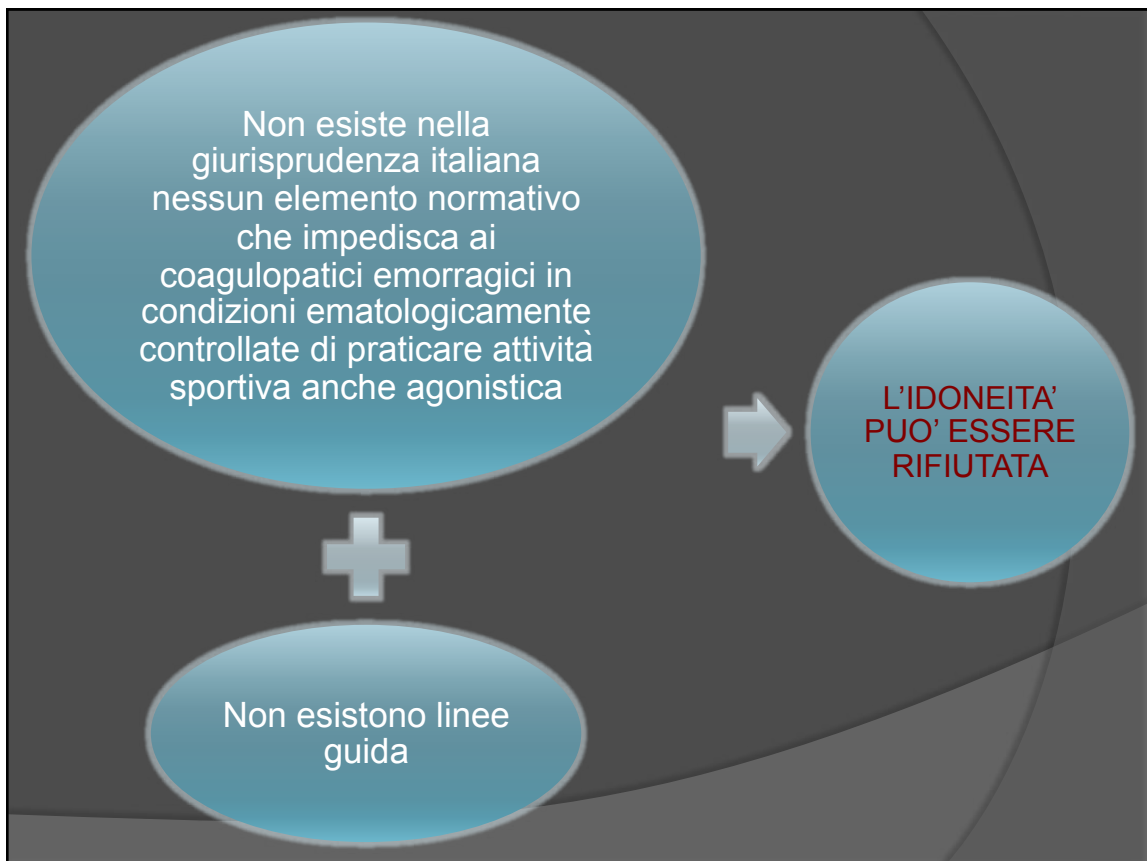 Non esiste nella
giurisprudenza italiana
nessun elemento normativo
che impedisca ai
coagulopatici emorragici in
condizioni ematologicamente
controllate di praticare attività
sportiva anche agonistica
L’IDONEITA’
PUO’ ESSERE
RIFIUTATA
Non esistono linee
guida